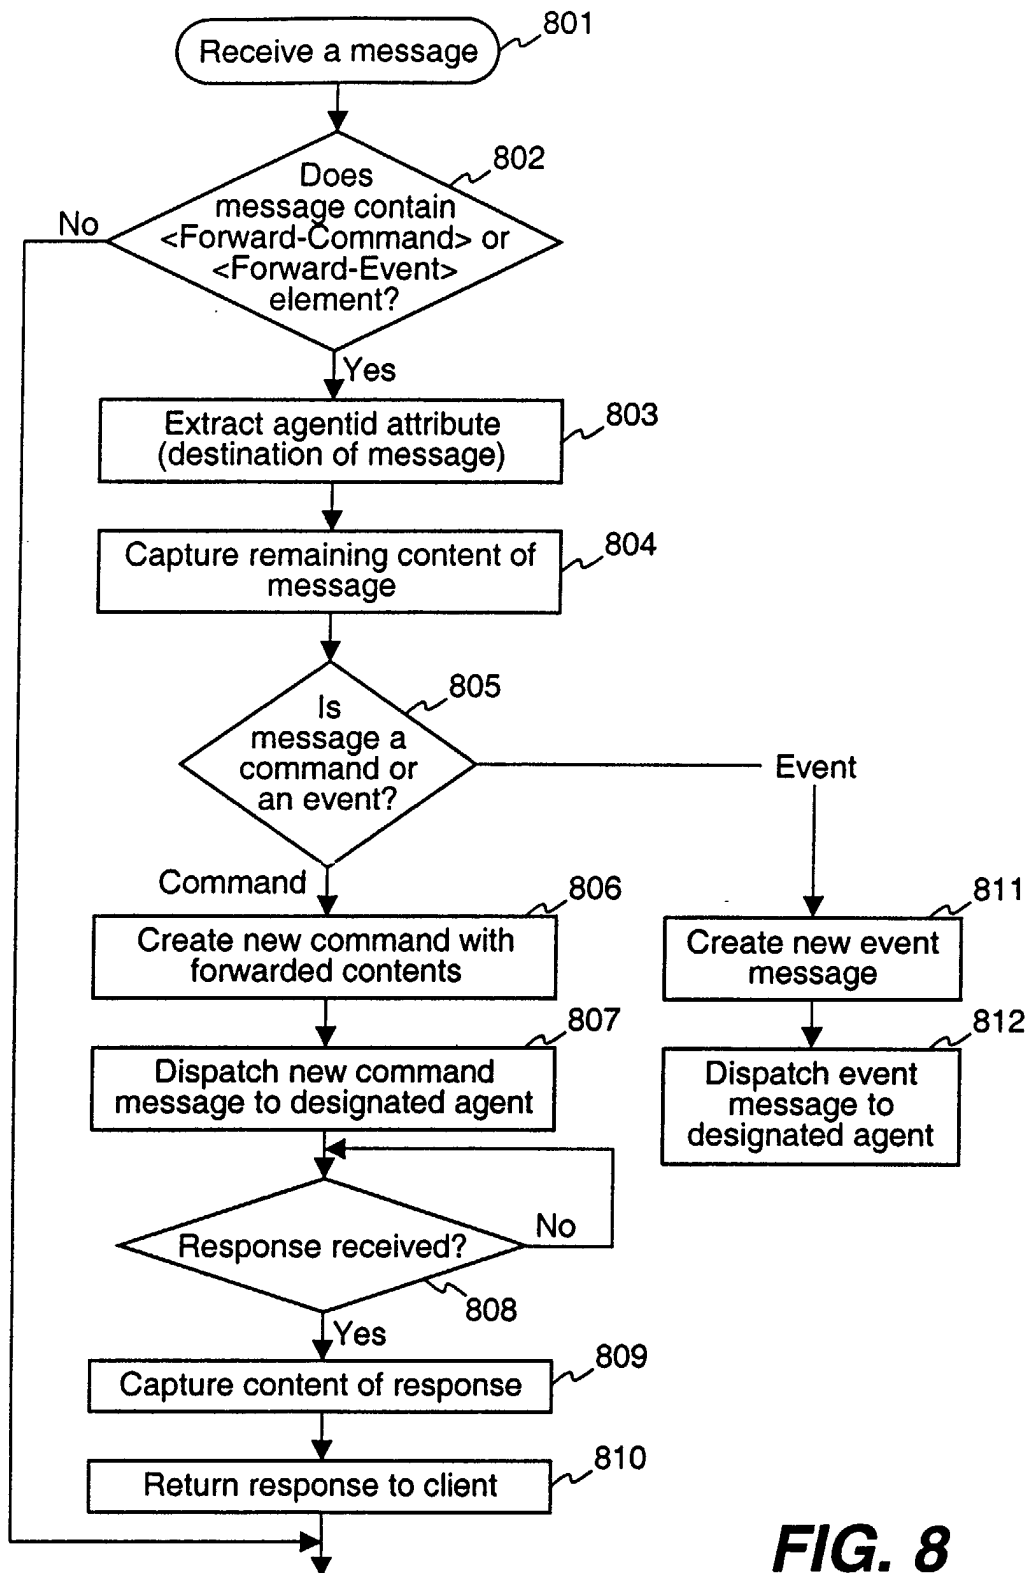 801
Receive a message
802
Does
message contain
<Forward-Command> or
<Forward-Event>
element?
No
Yes
Extract agentid attribute
(destination of message)
803
Capture remaining content of
message
804
805
Is
message a
command or
an event?
Event
Command
806
Create new command with
forwarded contents
811
Create new event
message
807
Dispatch new command
message to designated agent
812
Dispatch event
message to
designated agent
Response received?
No
808
Yes
809
Capture content of response
810
Return response to client
FIG. 8